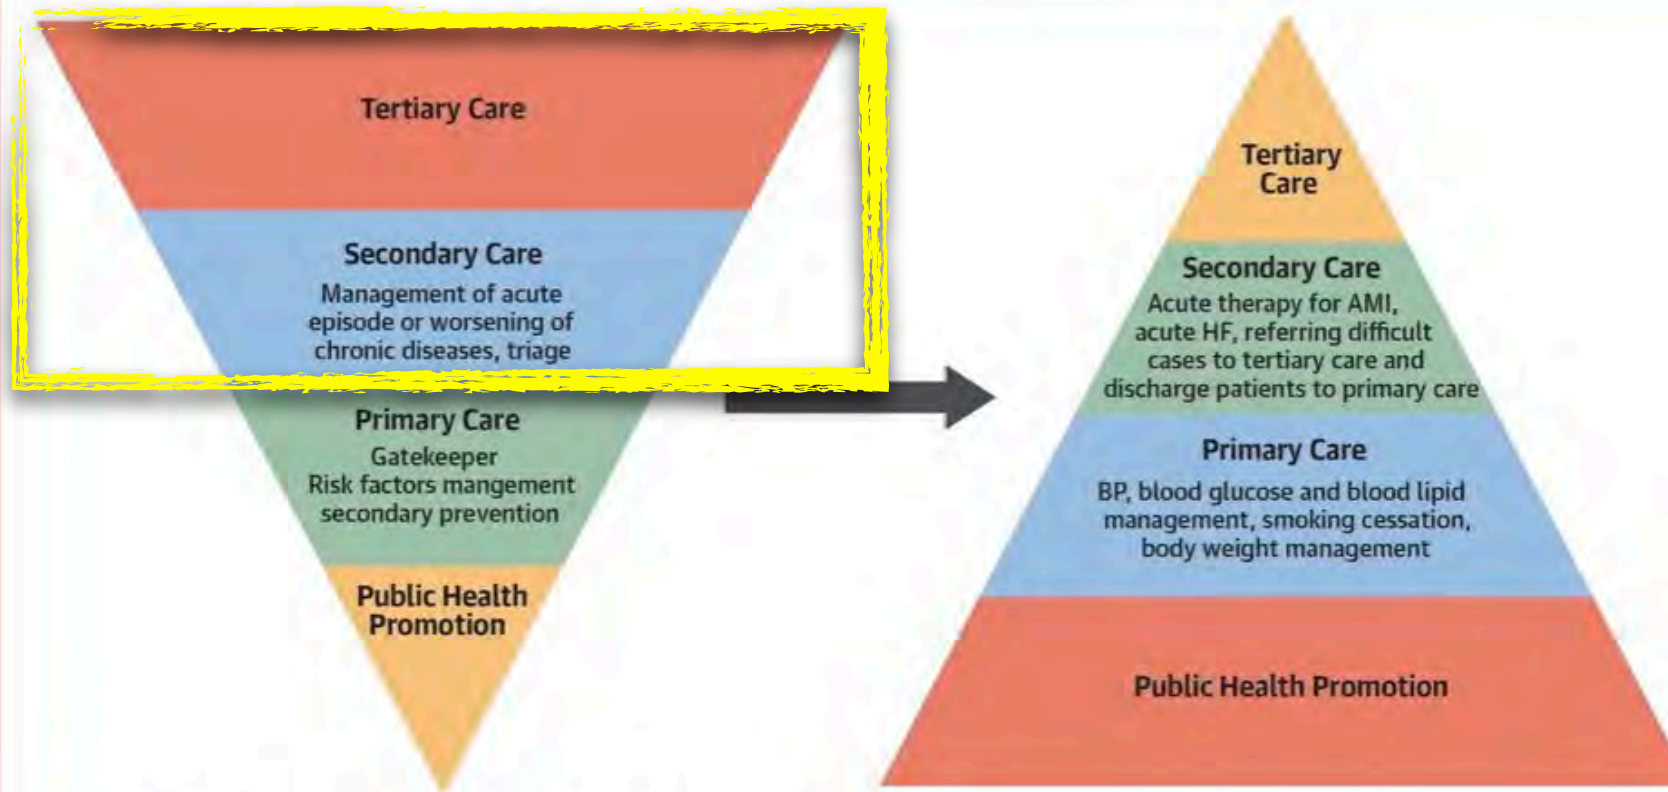 Tertiary Care
Secondary Care
Management of acute
episode or worsening of
chronic diseases, triage
Primary Care
Gatekeeper
Risk factors mangement
secondary prevention
Public Health
Promotion
Tertiary
Care
Secondary Care
Acute therapy for AMI,
acute HF, referring difficult
cases to tertiary care and
discharge patients to primary care
Primary Care
BP, blood glucose and blood lipid
management, smoking cessation,
body weight management
Public Health Promotion